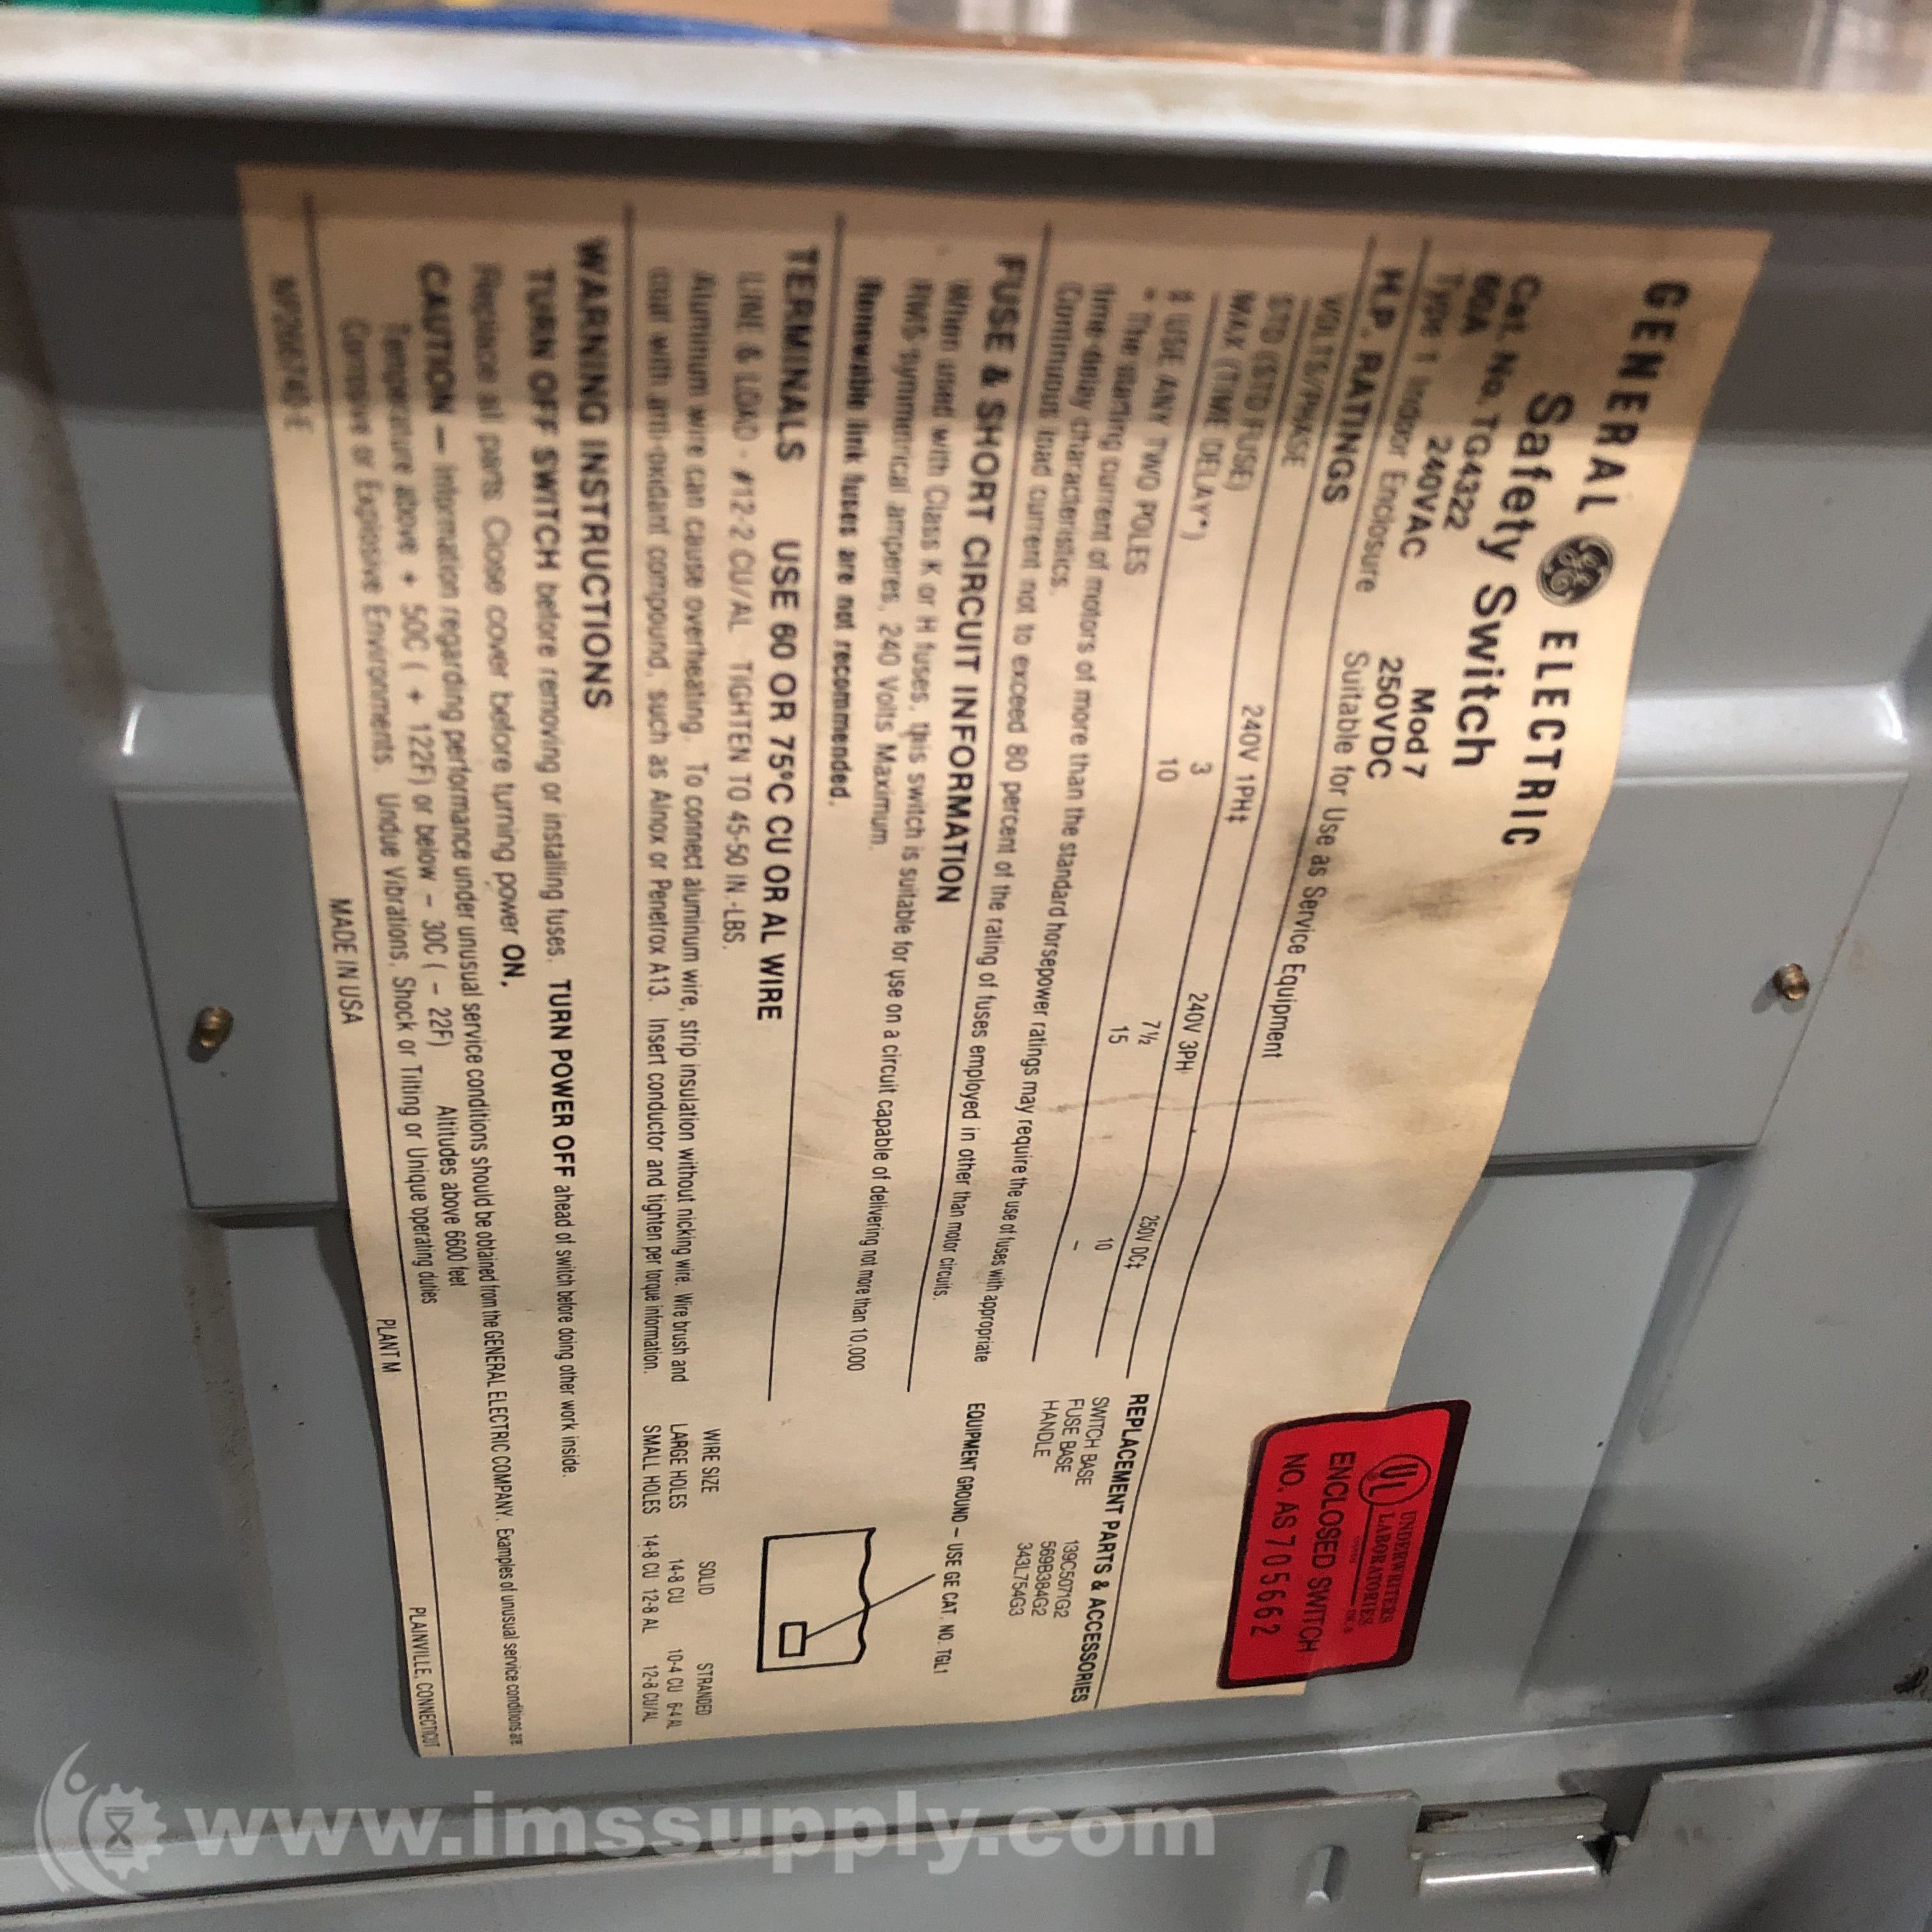 GENERAL GE ELECTRIC
Safety Switch
Cat. No. TG4322 Mod 7
60A 240VAC 250VDC
Type 1 Indoor Enclosure Suitable for Use as Service Equipment
H.P. RATINGS
VOLTS/PHASE 240V 1PH‡ 240V 3PH 250V DC‡
STD (STD FUSE) 3 7½ 10
MAX (TIME DELAY*) 10 15 –
‡ USE ANY TWO POLES
* The starting current of motors of more than the standard horsepower ratings may require the use of fuses with appropriate
time-delay characteristics.
Continuous load current not to exceed 80 percent of the rating of fuses employed in other than motor circuits.
FUSE & SHORT CIRCUIT INFORMATION
When used with Class K or H fuses, this switch is suitable for use on a circuit capable of delivering not more than 10,000
RMS symmetrical amperes, 240 Volts Maximum.
Renewable link fuses are not recommended.
TERMINALS USE 60 OR 75°C CU OR AL WIRE
LINE & LOAD - #12-2 CU/AL TIGHTEN TO 45-50 IN.-LBS.
Aluminum wire can cause overheating. To connect aluminum wire, strip insulation without nicking wire. Wire brush and
coat with anti-oxidant compound, such as Alnox or Penetrox A13. Insert conductor and tighten per torque information.
WARNING INSTRUCTIONS
TURN OFF SWITCH before removing or installing fuses. TURN POWER OFF ahead of switch before doing other work inside.
Replace all parts. Close cover before turning power ON.
CAUTION — Information regarding performance under unusual service conditions should be obtained from the GENERAL ELECTRIC COMPANY. Examples of unusual service conditions are:
Temperature above + 50C ( + 122F) or below - 30C ( - 22F) Altitudes above 6600 feet
Corrosive or Explosive Environments. Undue Vibrations, Shock or Tilting or Unique operating duties
MADE IN USA PLANT M PLAINVILLE, CONNECTICUT
REPLACEMENT PARTS & ACCESSORIES
SWITCH BASE 139C5071G2
FUSE BASE 569B384G2
HANDLE 343L754G3
EQUIPMENT GROUND – USE GE CAT. NO. TGL1
WIRE SIZE SOLID STRANDED
LARGE HOLES 14-8 CU 10-4 CU 6-4 AL
SMALL HOLES 14-8 CU 12-8 AL 12-8 CU/AL
UL UNDERWRITERS
LABORATORIES
ENCLOSED SWITCH
NO. AS705662
www.imssupply.com